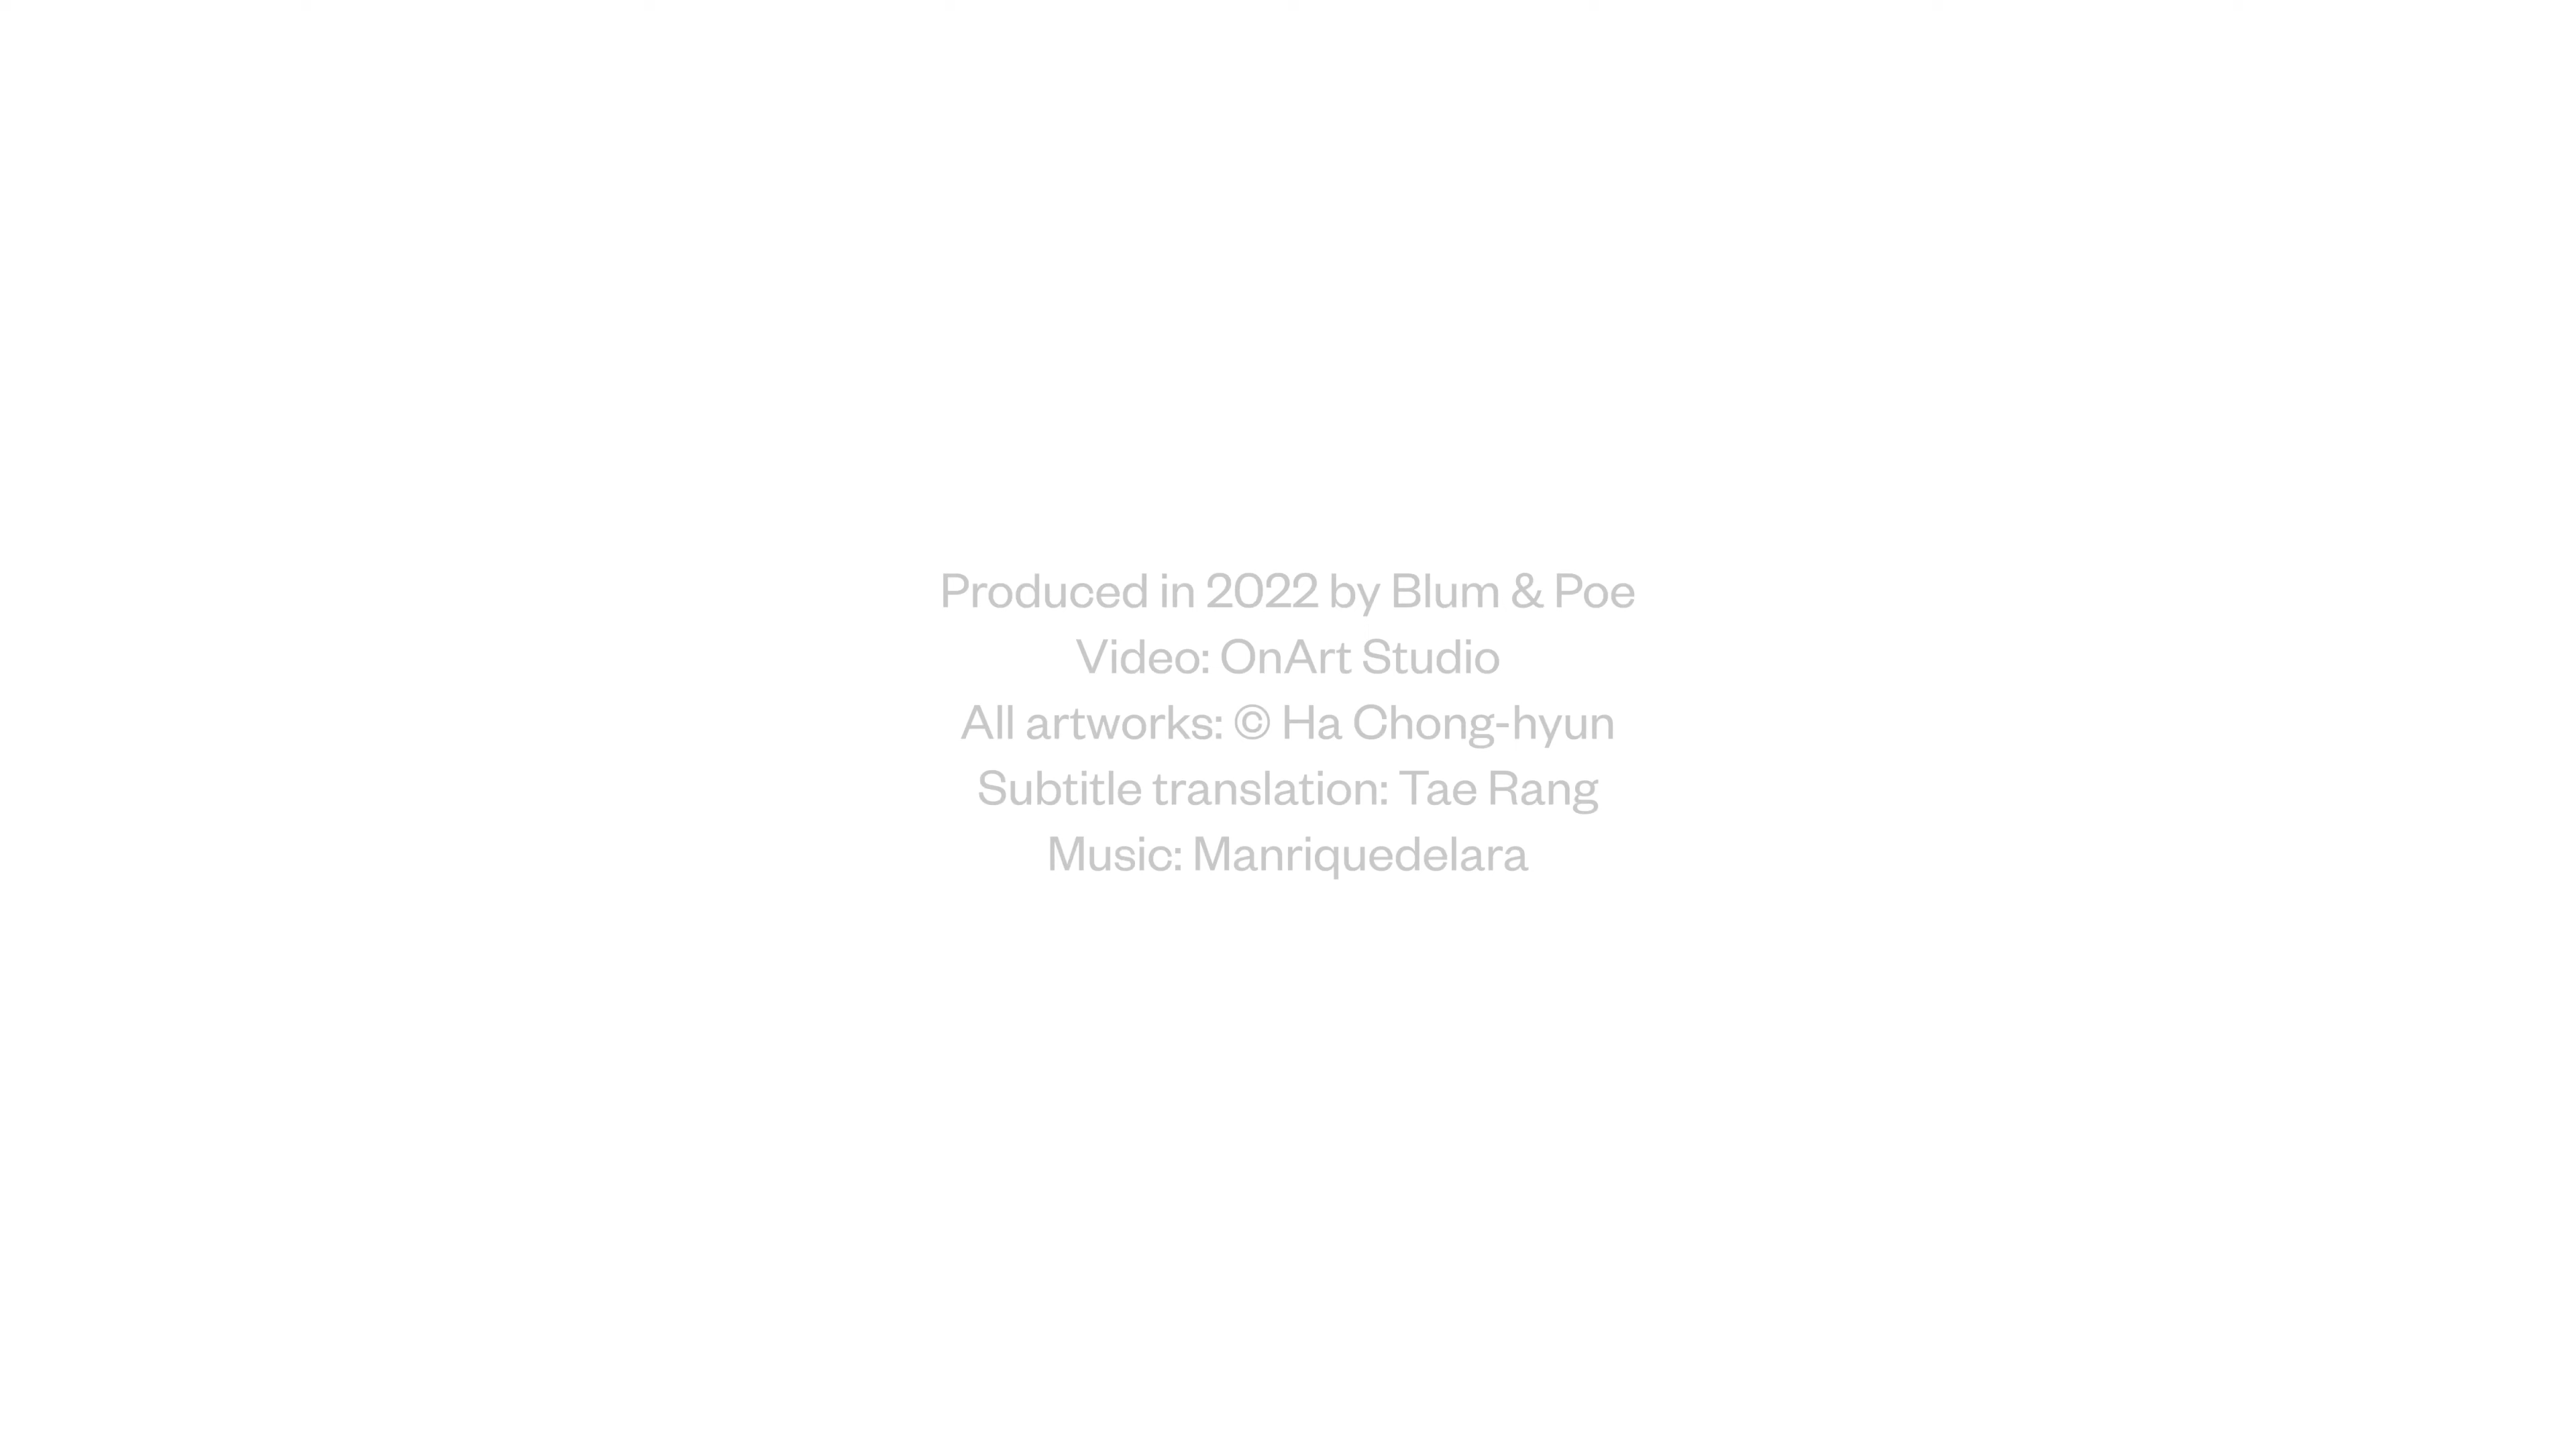 Produced in 2022 by Blum & Poe
Video: OnArt Studio
All artworks: © Ha Chong-hyun
Subtitle translation: Tae Rang
Music: Manriquedelara